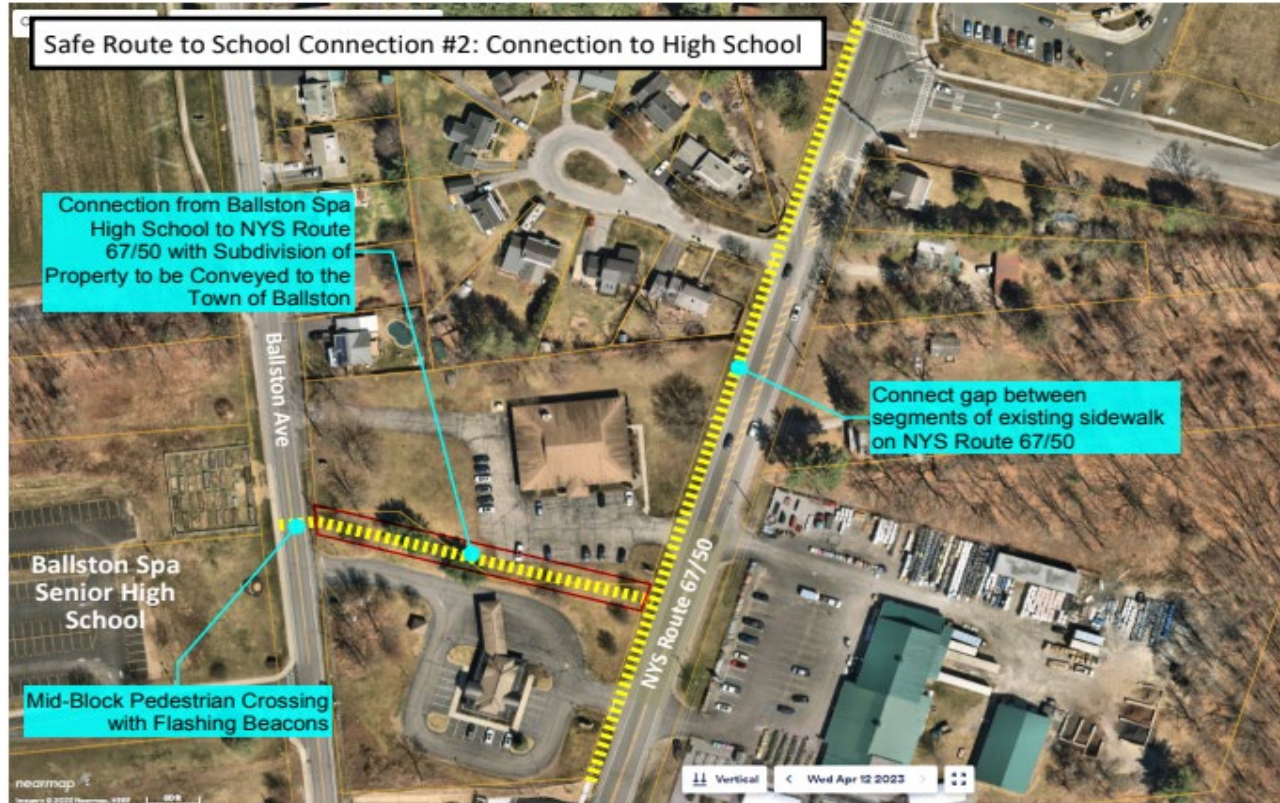 Safe Route to School Connection #2: Connection to High School
Connection from Ballston Spa
High School to NYS Route
67/50 with Subdivision of
Property to be Conveyed to the
Town of Ballston
Ballston Ave
Connect gap between
segments of existing sidewalk
on NYS Route 67/50
Ballston Spa
Senior High
School
NYS Route 67/50
Mid-Block Pedestrian Crossing
with Flashing Beacons
nearmap
Vertical
Wed Apr 12 2023